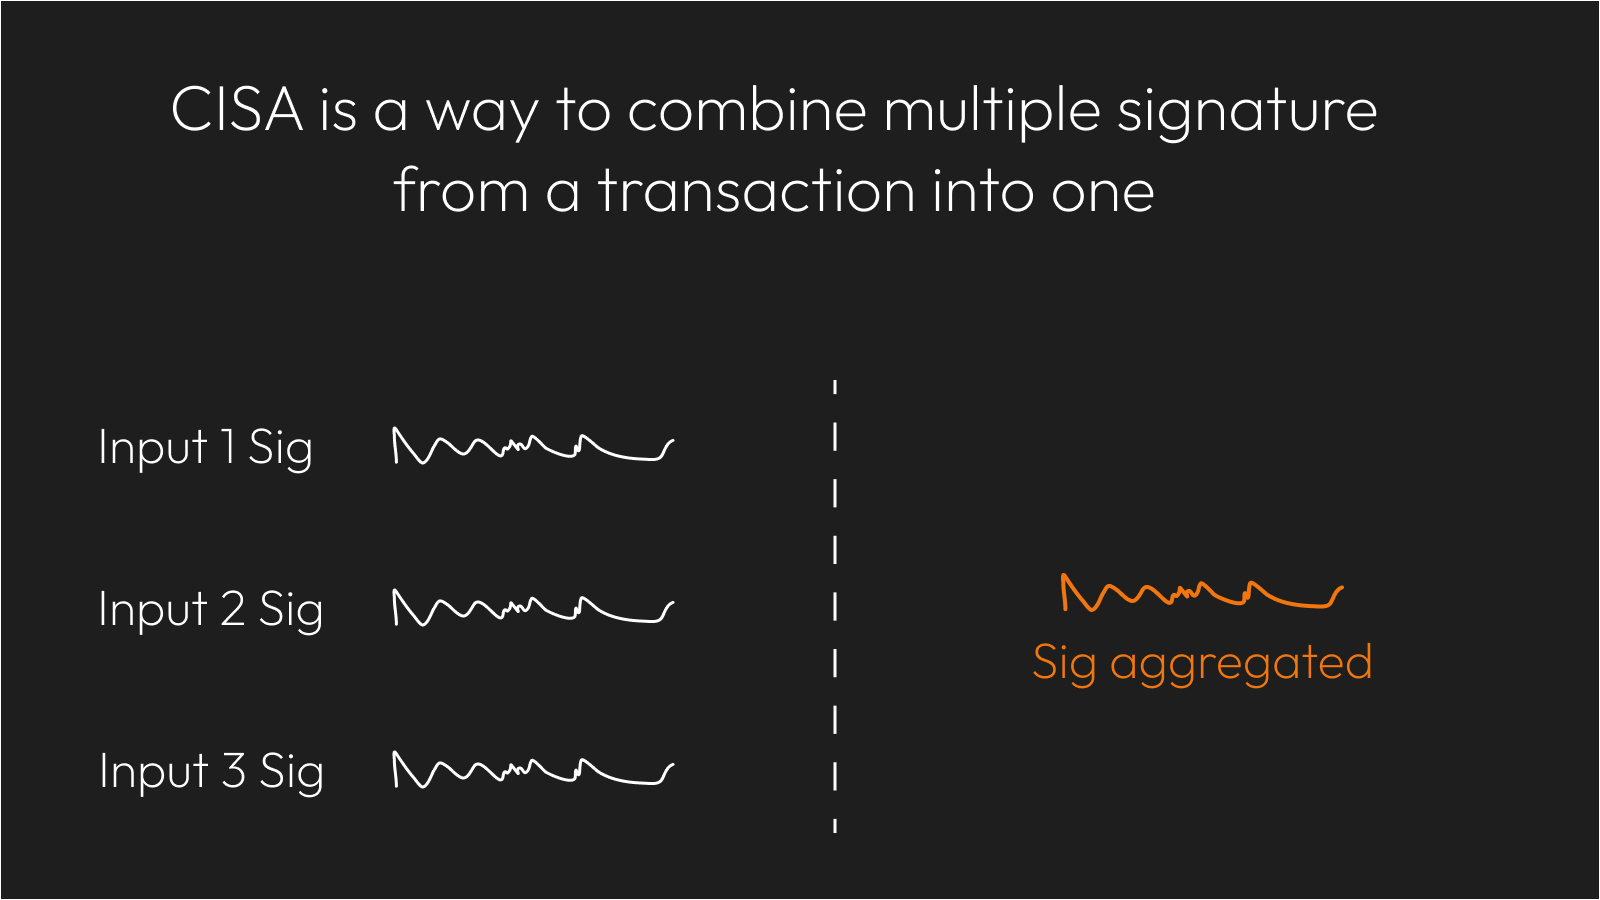 CISA is a way to combine multiple signature
from a transaction into one
Input 1 Sig
Input 2 Sig
Input 3 Sig
Sig aggregated